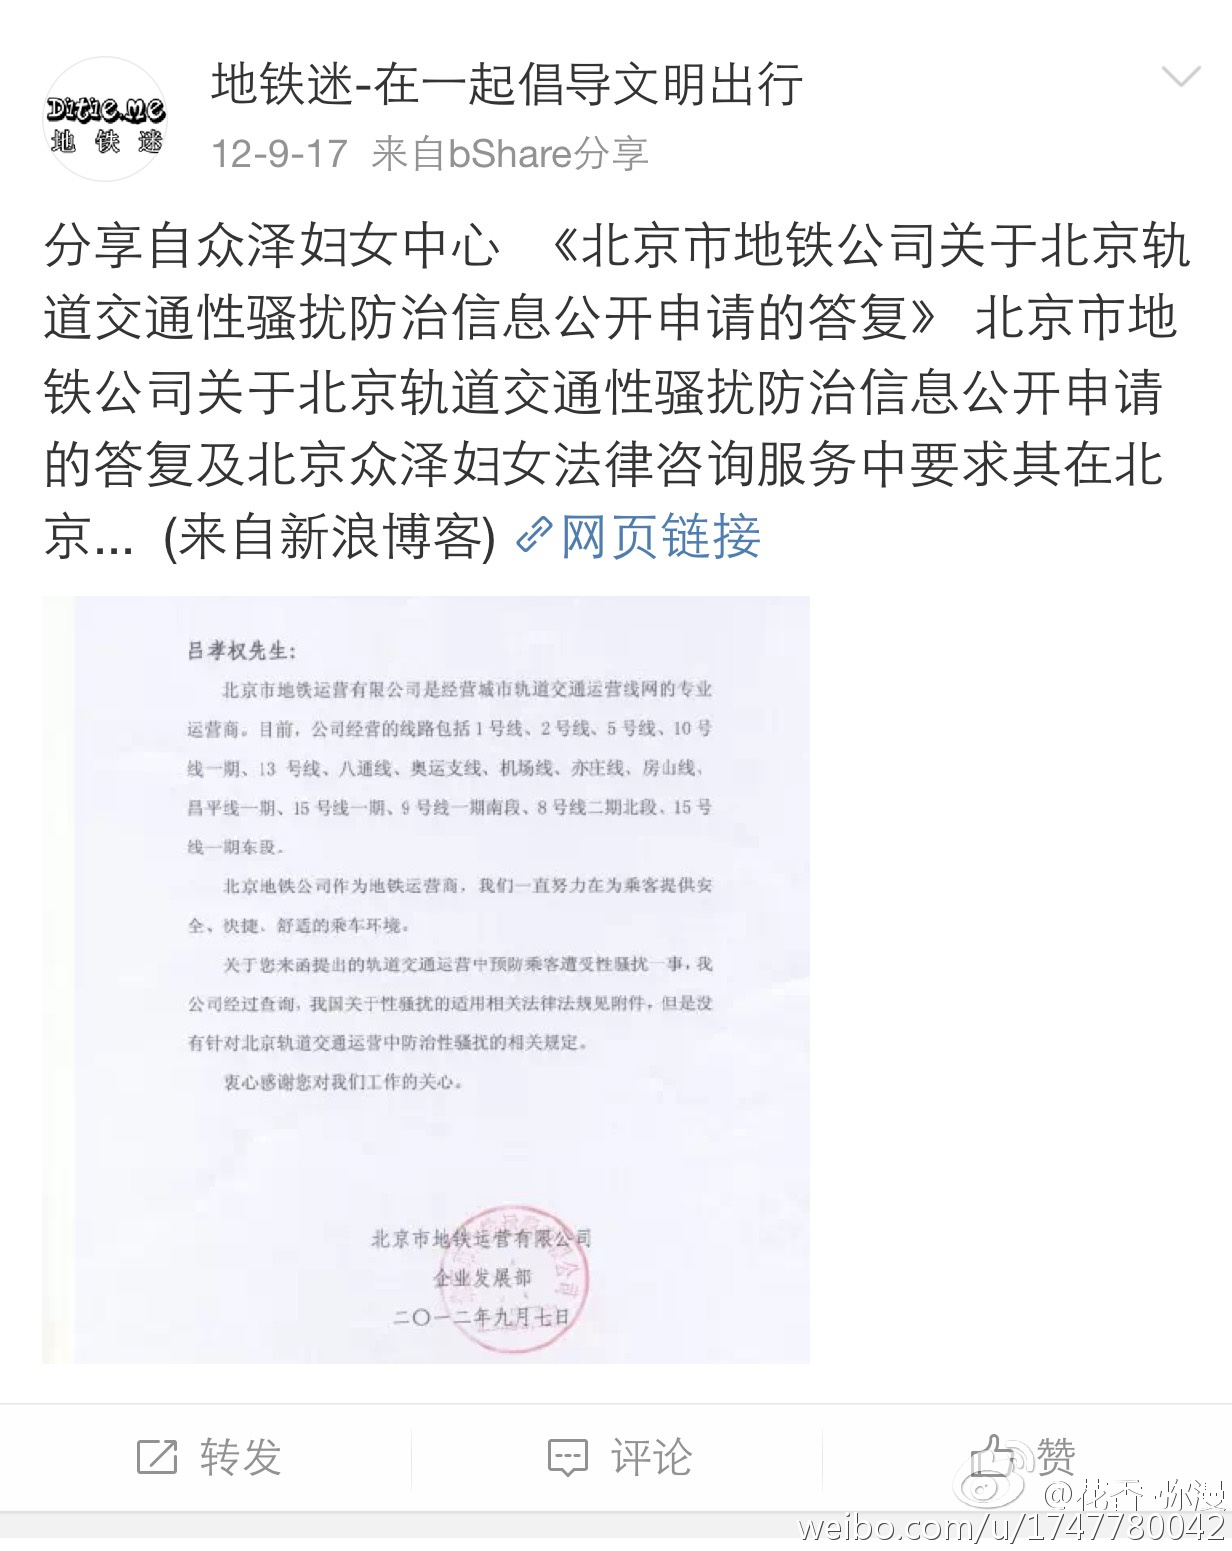 Ditie.me
地铁迷
地铁迷-在一起倡导文明出行
12-9-17 来自bShare分享
分享自众泽妇女中心 《北京市地铁公司关于北京轨
道交通性骚扰防治信息公开申请的答复》 北京市地
铁公司关于北京轨道交通性骚扰防治信息公开申请
的答复及北京众泽妇女法律咨询服务中要求其在北
京... (来自新浪博客) 网页链接
吕孝权先生:
北京市地铁运营有限公司是经营城市轨道交通运营线网的专业
运营商。目前，公司经营的线路包括1号线、2号线、5号线、10号
线一期、13 号线、八通线、奥运支线、机场线、亦庄线、房山线、
昌平线一期、15号线一期、9号线一期南段、8号线二期北段、15号
线一期东段。
北京地铁公司作为地铁运营商，我们一直努力在为乘客提供安
全、快捷、舒适的乘车环境。
关于您来函提出的轨道交通运营中预防乘客遭受性骚扰一事，我
公司经过查询，我国关于性骚扰的适用相关法律法规见附件，但是没
有针对北京轨道交通运营中防治性骚扰的相关规定。
衷心感谢您对我们工作的关心。
北京市地铁运营有限公司
企业发展部
二〇一二年九月七日
转发
评论
赞
@花香·弥漫
weibo.com/u/1747780042